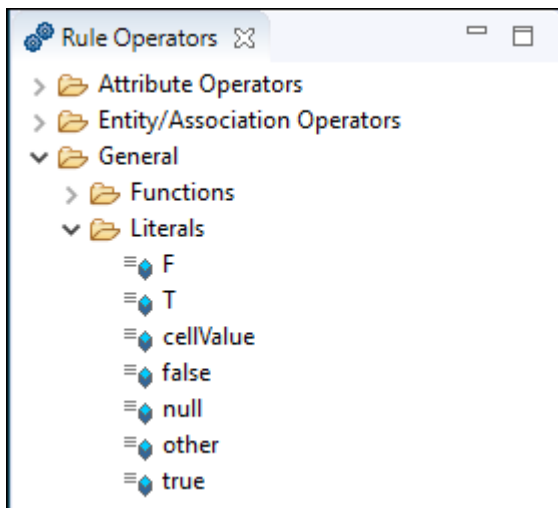 Rule Operators
Attribute Operators
Entity/Association Operators
General
Functions
Literals
F
T
cellValue
false
null
other
true